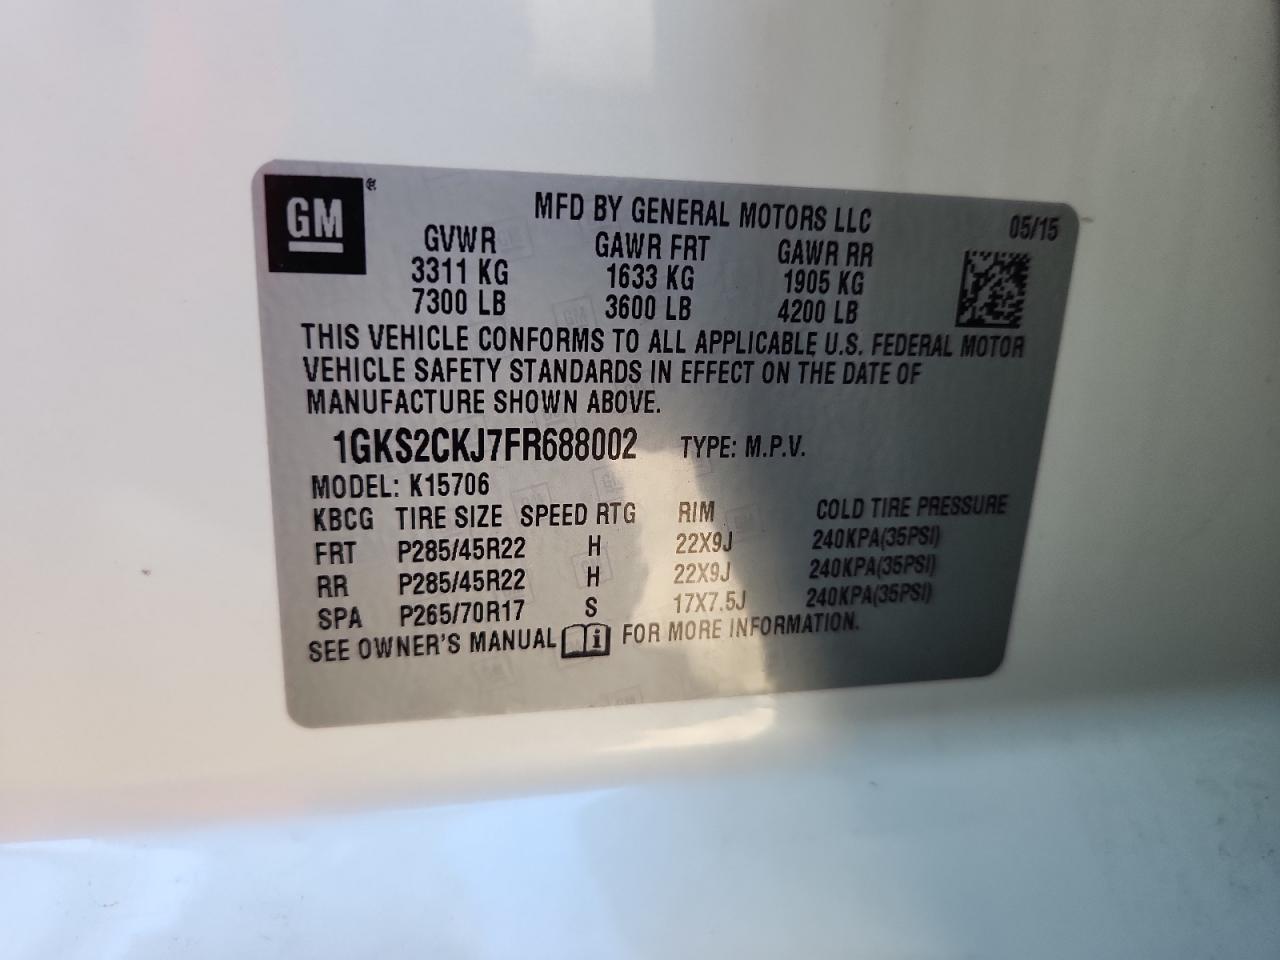 GM ®
MFD BY GENERAL MOTORS LLC 05/15
GVWR GAWR FRT GAWR RR
3311 KG 1633 KG 1905 KG
7300 LB 3600 LB 4200 LB
THIS VEHICLE CONFORMS TO ALL APPLICABLE U.S. FEDERAL MOTOR
VEHICLE SAFETY STANDARDS IN EFFECT ON THE DATE OF
MANUFACTURE SHOWN ABOVE.
1GKS2CKJ7FR688002 TYPE: M.P.V.
MODEL: K15706
KBCG TIRE SIZE SPEED RTG RIM COLD TIRE PRESSURE
FRT P285/45R22 H 22X9J 240KPA(35PSI)
RR P285/45R22 H 22X9J 240KPA(35PSI)
SPA P265/70R17 S 17X7.5J 240KPA(35PSI)
SEE OWNER'S MANUAL i FOR MORE INFORMATION.